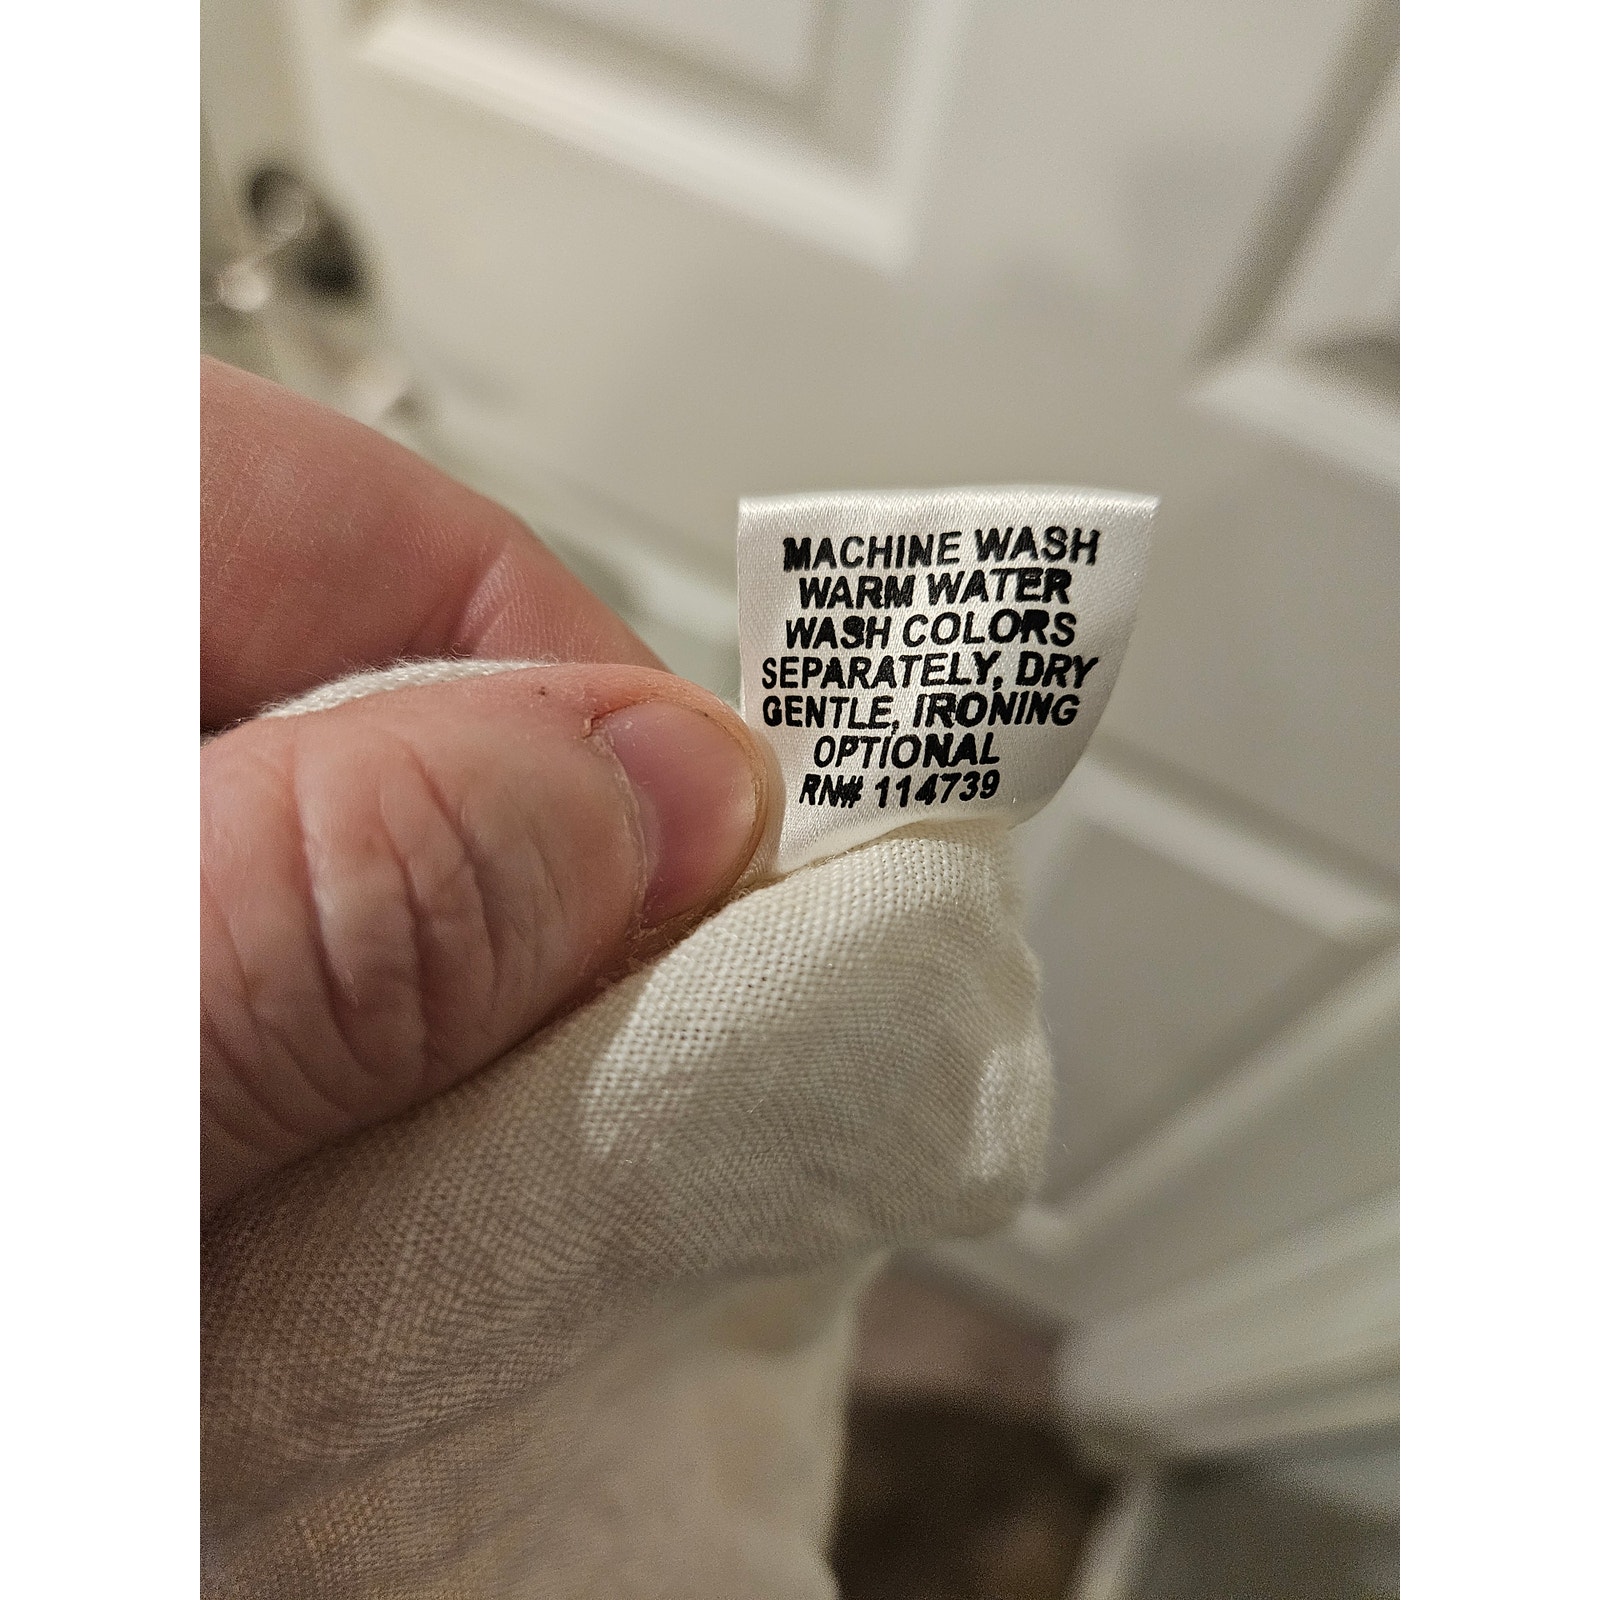 MACHINE WASH
WARM WATER
WASH COLORS
SEPARATELY, DRY
GENTLE, IRONING
OPTIONAL
RN# 114739